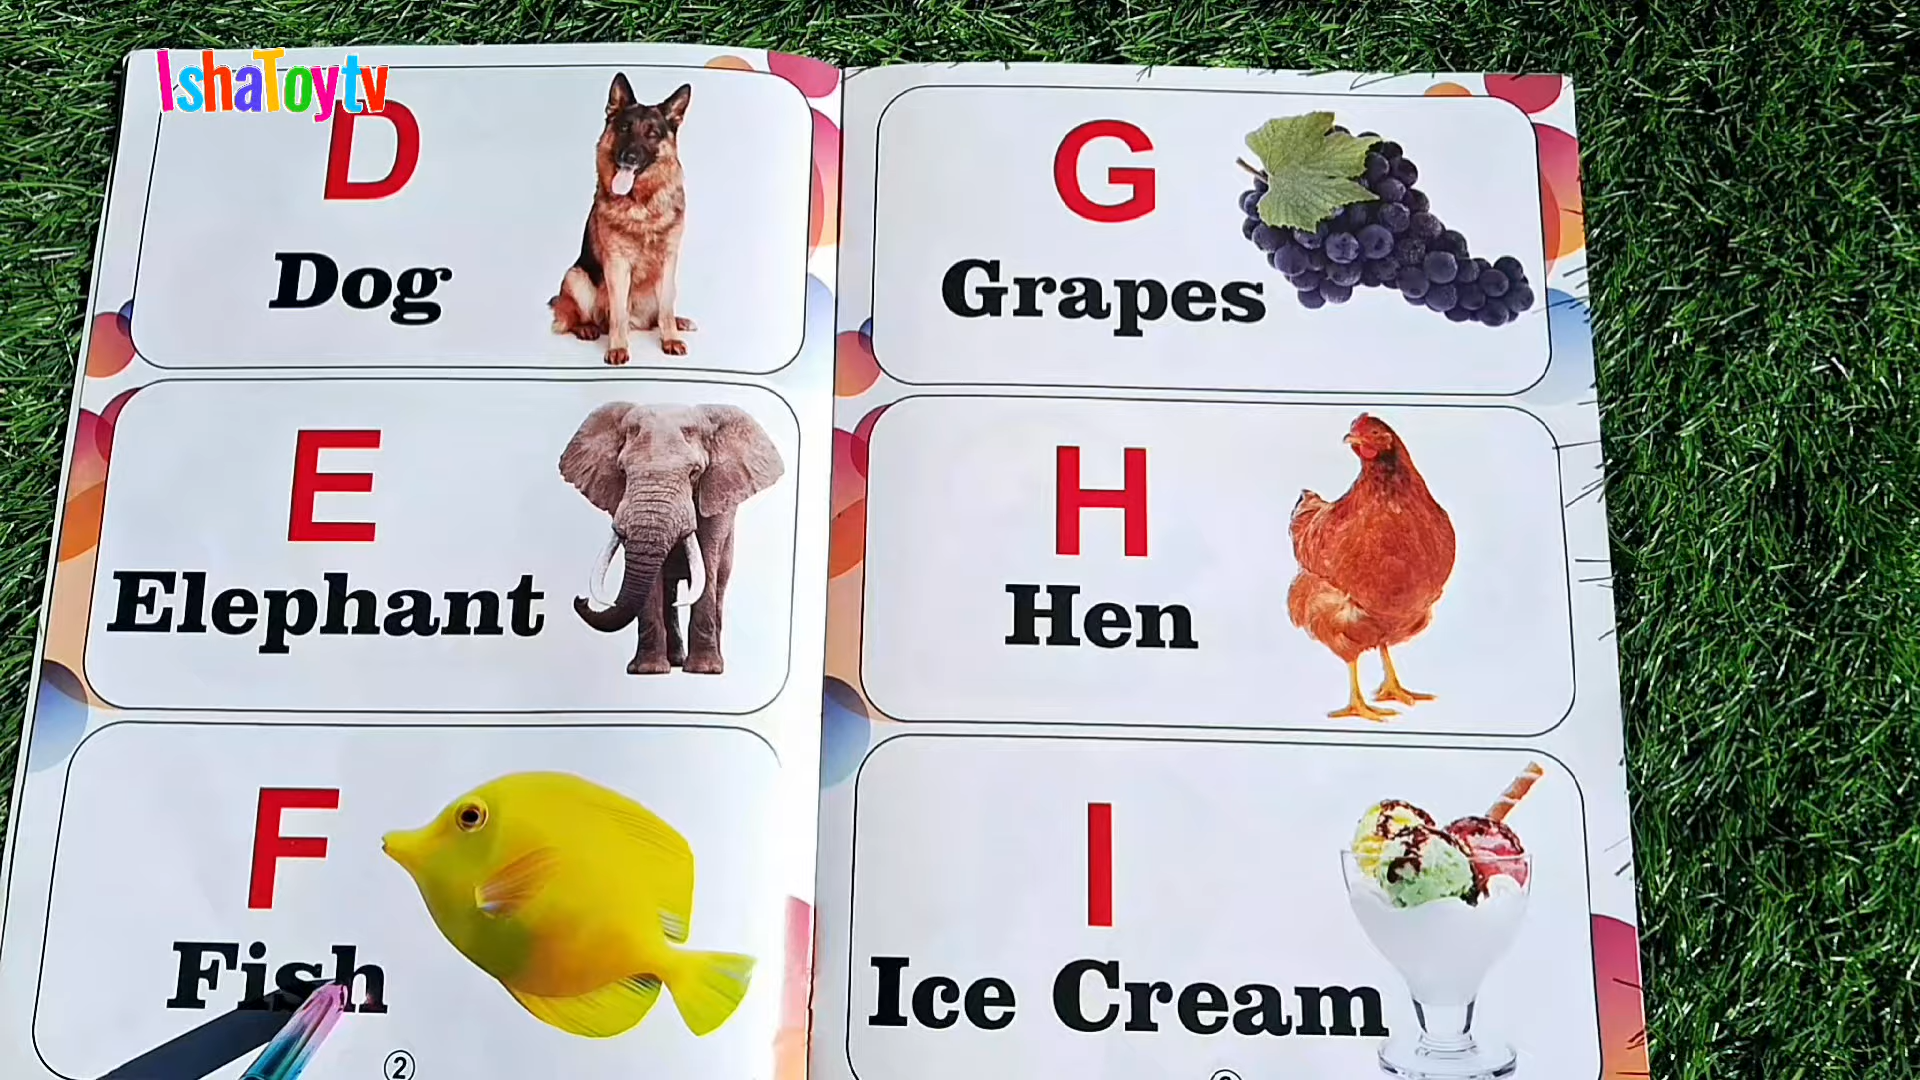 IshaToytv
D
Dog
E
Elephant
F
Fish
2
G
Grapes
H
Hen
I
Ice Cream